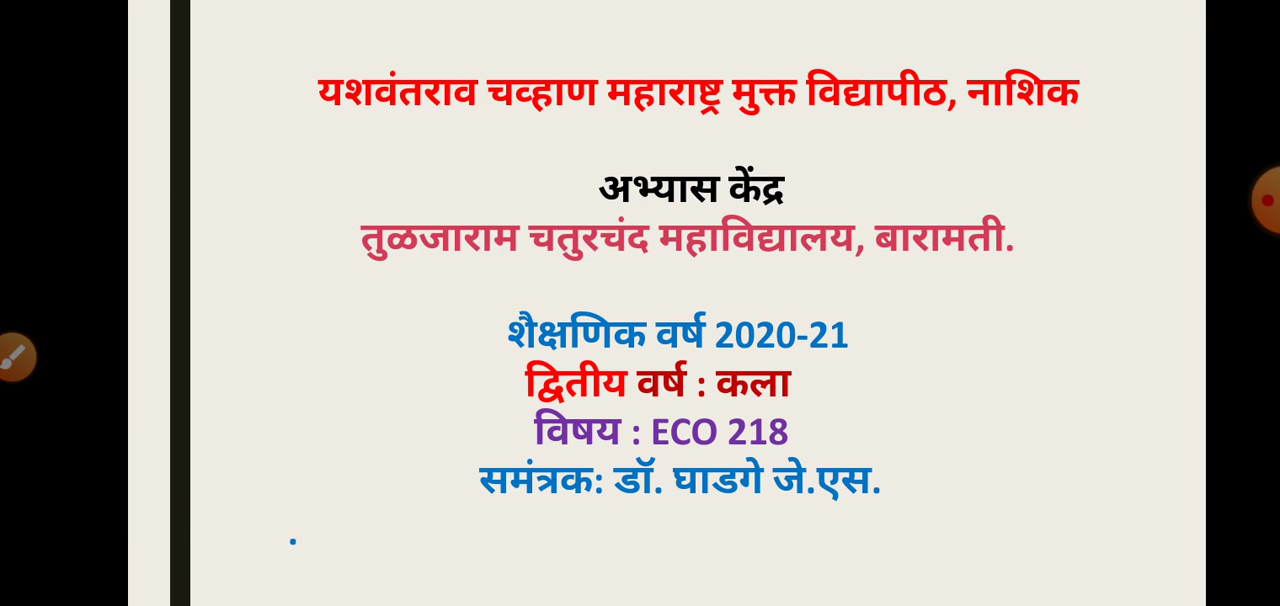 यशवंतराव चव्हाण महाराष्ट्र मुक्त विद्यापीठ, नाशिक
अभ्यास केंद्र
तुळजाराम चतुरचंद महाविद्यालय, बारामती.
शैक्षणिक वर्ष 2020-21
द्वितीय वर्ष : कला
विषय : ECO 218
समंत्रक: डॉ. घाडगे जे.एस.
.